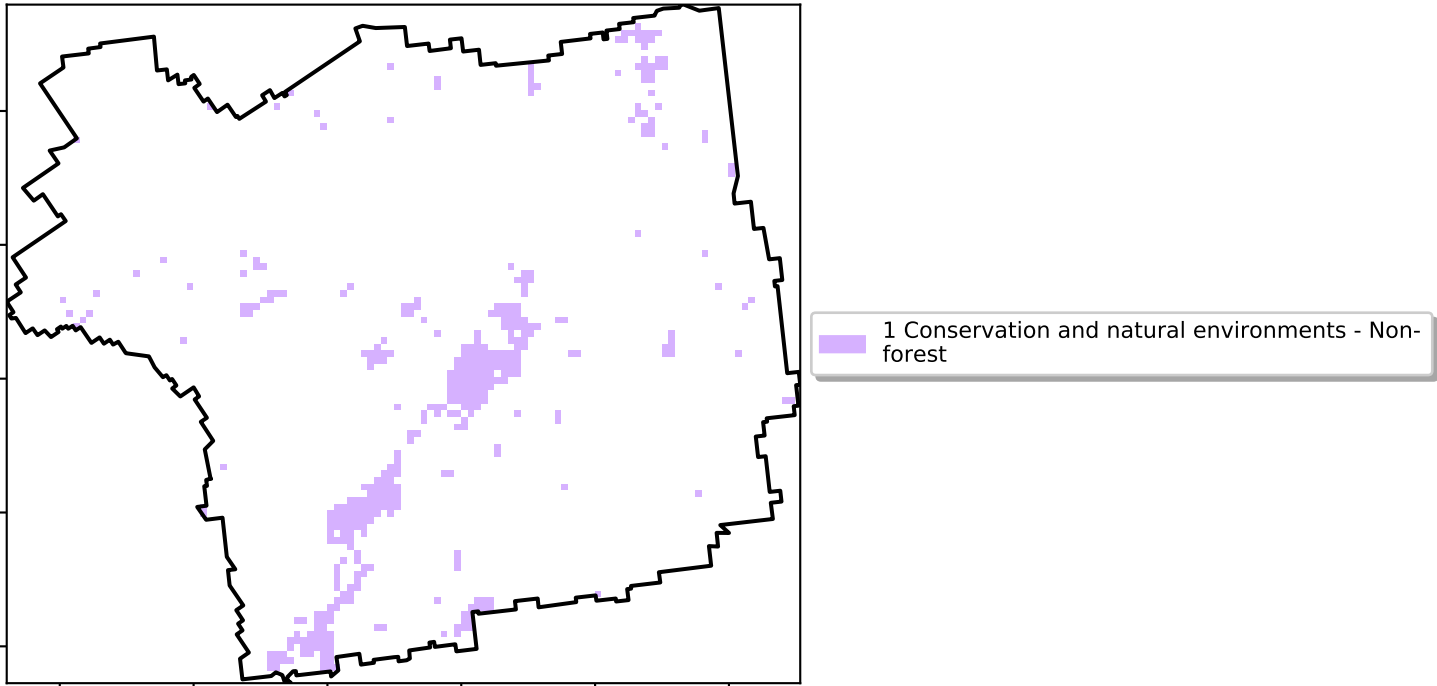 1 Conservation and natural environments - Non-
forest